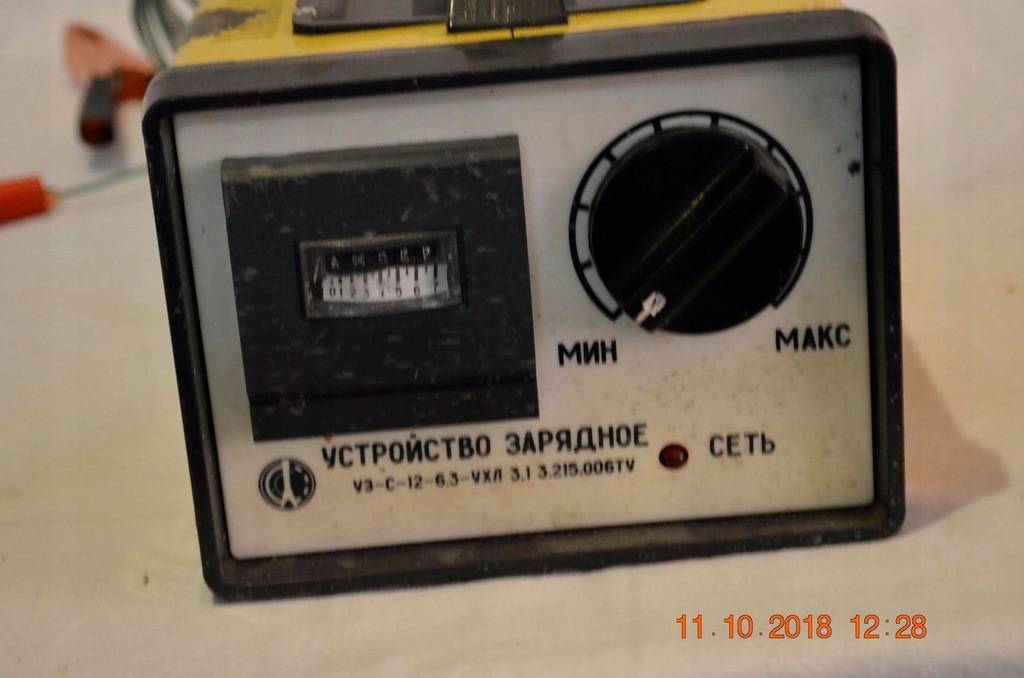 АМПЕР
0 1 2 3 4 5 6 7
МИН
МАКС
УСТРОЙСТВО ЗАРЯДНОЕ
УЗ-С-12-6,3-УХЛ 3.1 3.215.006ТУ
СЕТЬ
11.10.2018 12:28